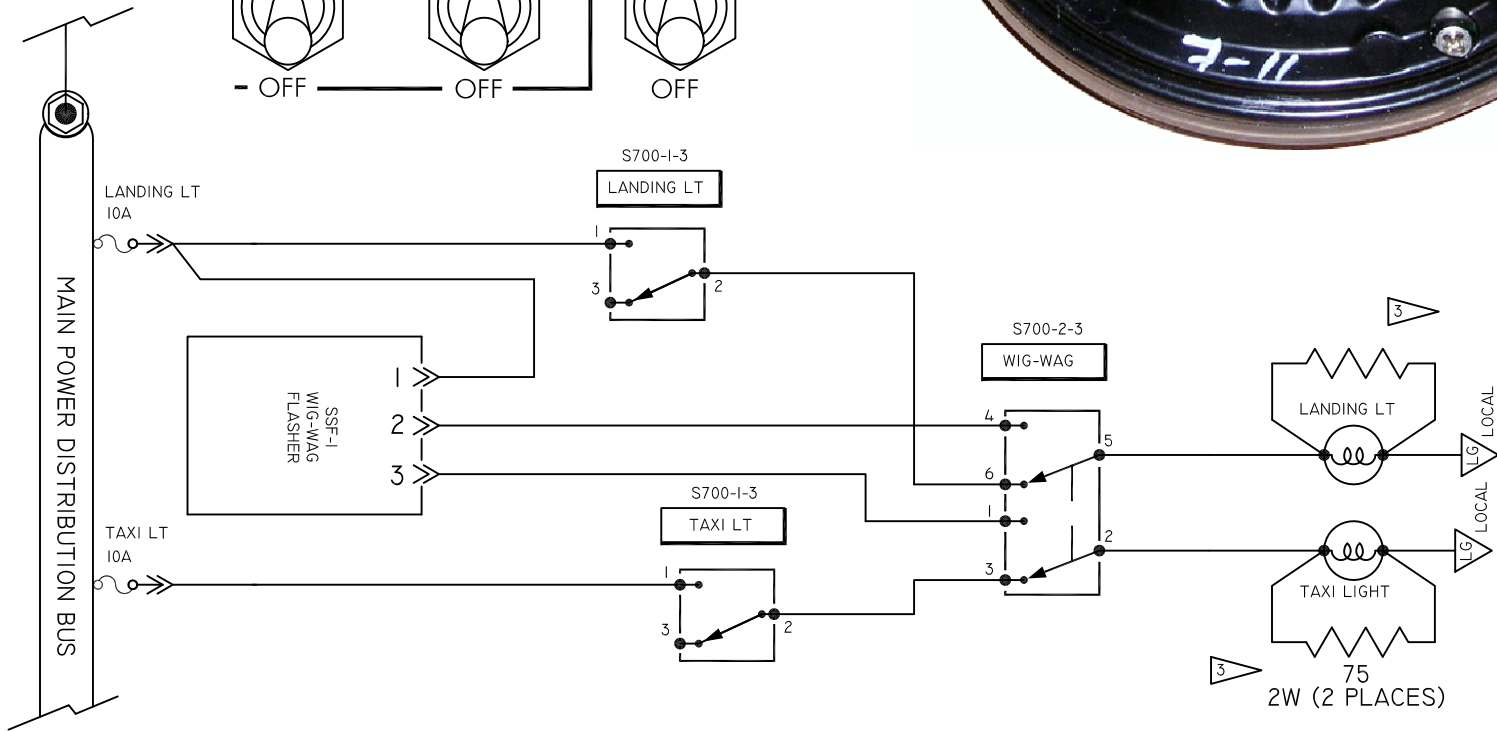 OFF
OFF
OFF
LANDING LT
10A
S700-1-3
LANDING LT
1
3
2
MAIN POWER DISTRIBUTION BUS
SSF-1
WIG-WAG
FLASHER
1
2
3
S700-2-3
WIG-WAG
4
5
6
1
2
3
3
LANDING LT
LG
LOCAL
S700-1-3
TAXI LT
1
3
2
TAXI LT
10A
LG
LOCAL
TAXI LIGHT
3
75
2W (2 PLACES)